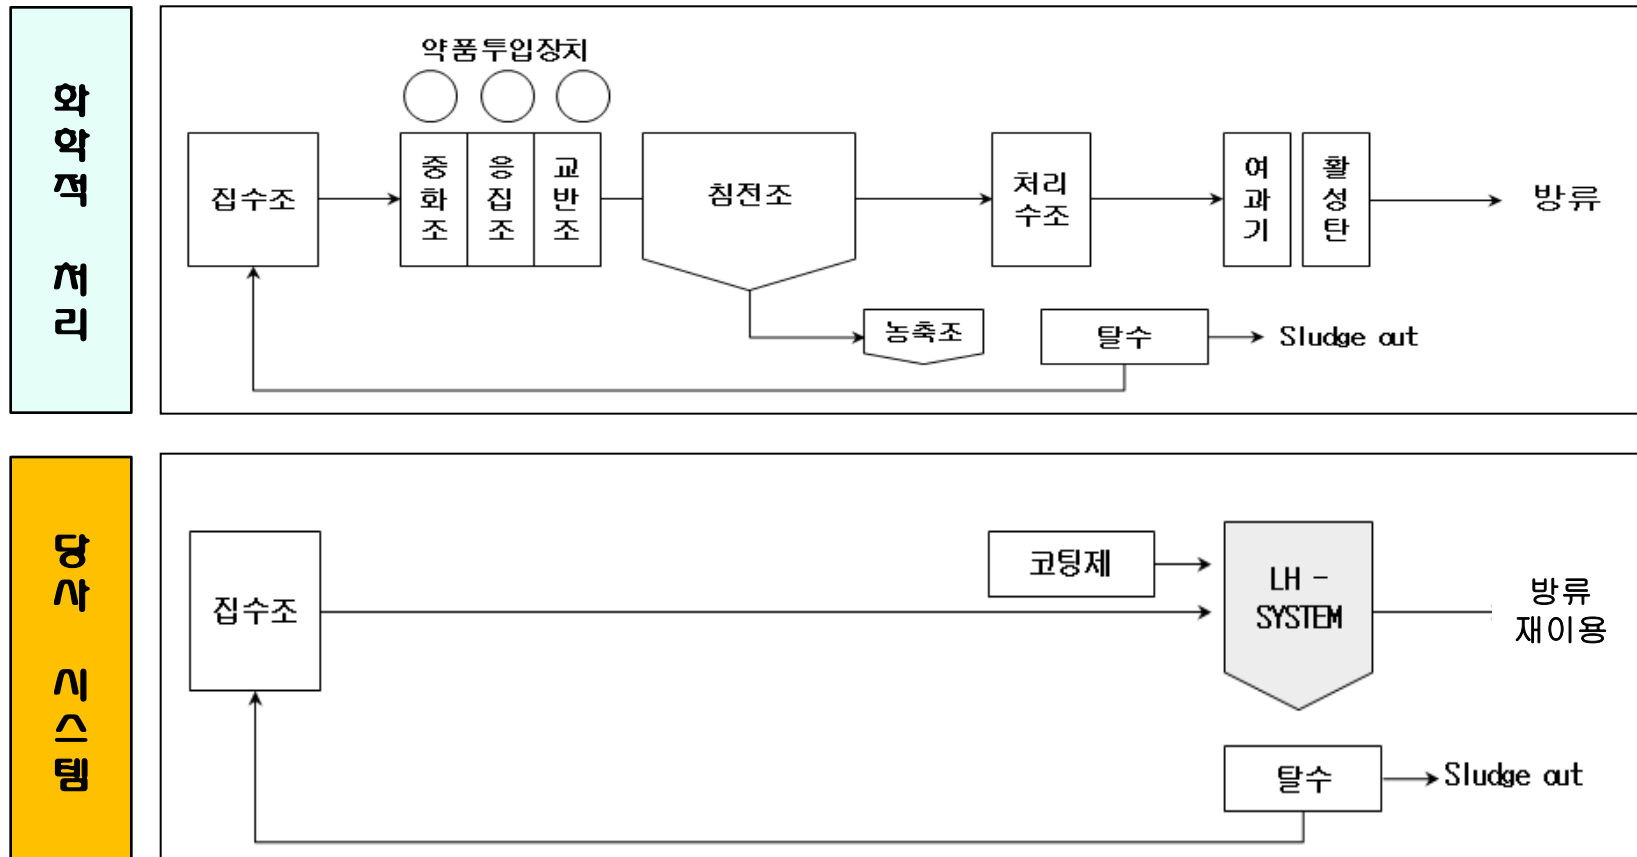 화학적 처리
약품투입장치
집수조
중화조
응집조
교반조
침전조
처리
수조
여과기
활성탄
방류
농축조
탈수
Sludge out
당사 시스템
집수조
코팅제
LH -
SYSTEM
방류
재이용
탈수
Sludge out